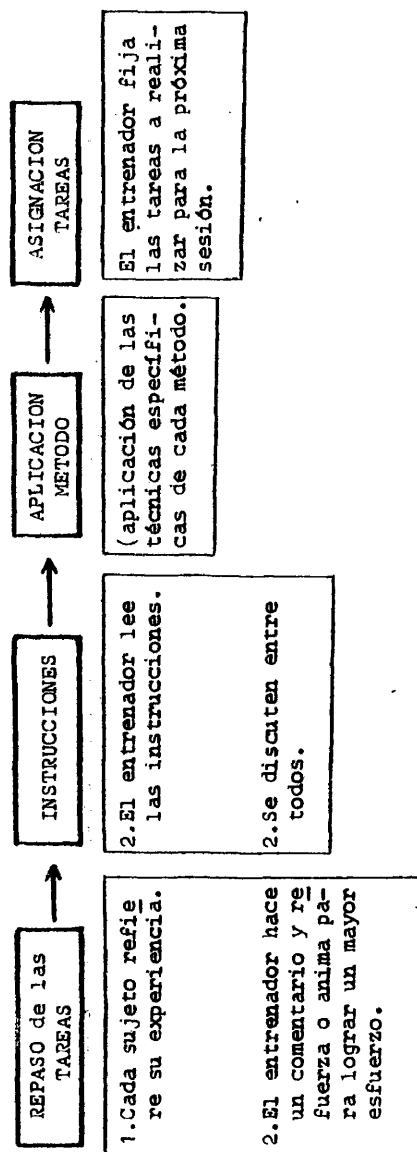 REPASO de las
TAREAS
1.Cada sujeto refie
re su experiencia.
2.El entrenador hace
un comentario y re
fuerza o anima pa-
ra lograr un mayor
esfuerzo.
INSTRUCCIONES
2.El entrenador lee
las instrucciones.
2.Se discuten entre
todos.
APLICACION
METODO
(aplicación de las
técnicas específi-
cas de cada método.
ASIGNACION
TAREAS
El entrenador fija
las tareas a reali-
zar para la próxima
sesión.